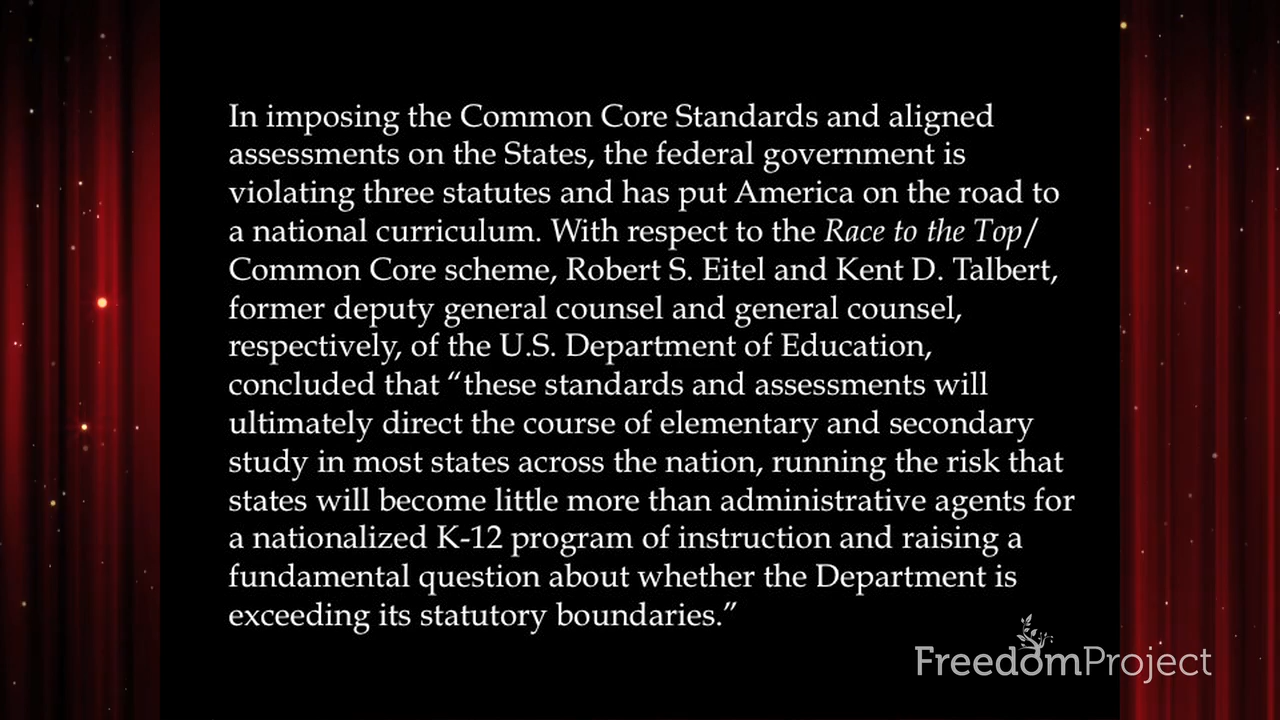 In imposing the Common Core Standards and aligned
assessments on the States, the federal government is
violating three statutes and has put America on the road to
a national curriculum. With respect to the Race to the Top/
Common Core scheme, Robert S. Eitel and Kent D. Talbert,
former deputy general counsel and general counsel,
respectively, of the U.S. Department of Education,
concluded that “these standards and assessments will
ultimately direct the course of elementary and secondary
study in most states across the nation, running the risk that
states will become little more than administrative agents for
a nationalized K-12 program of instruction and raising a
fundamental question about whether the Department is
exceeding its statutory boundaries.”
FreedomProject